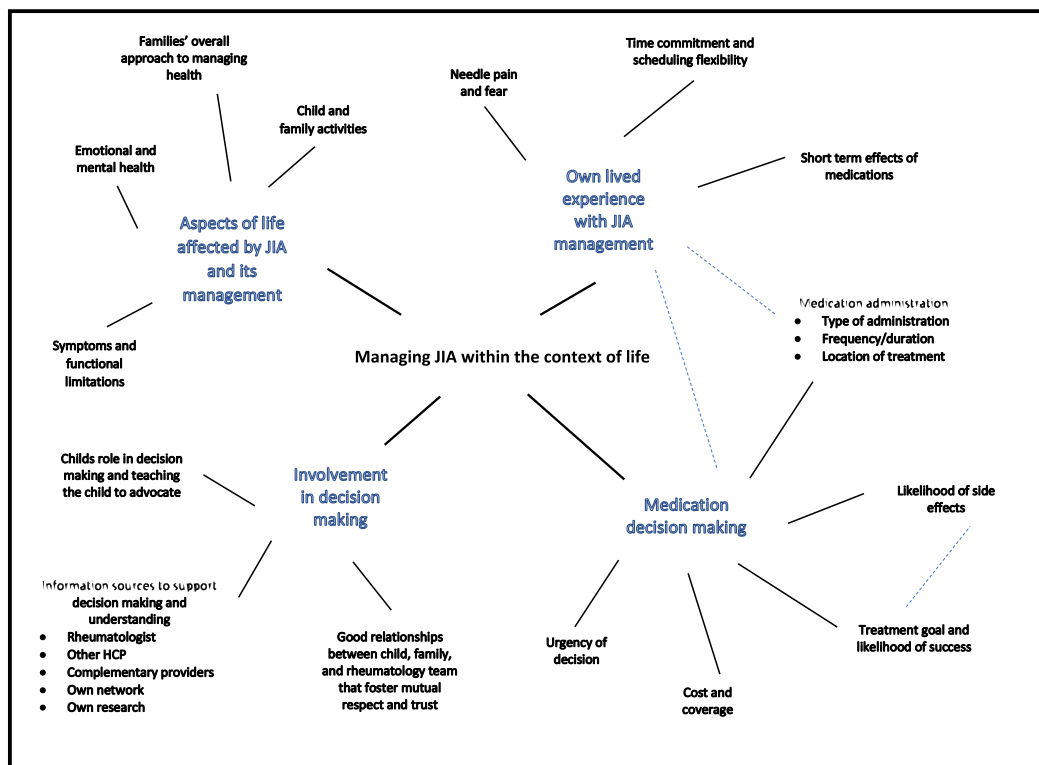 Families’ overall
approach to managing
health
Child and
family activities
Emotional and
mental health
Aspects of life
affected by JIA
and its
management
Symptoms and
functional
limitations
Needle pain
and fear
Time commitment and
scheduling flexibility
Short term effects of
medications
Own lived
experience
with JIA
management
Medication administration
● Type of administration
● Frequency/duration
● Location of treatment
Managing JIA within the context of life
Childs role in decision
making and teaching
the child to advocate
Involvement
in decision
making
Information sources to support
decision making and
understanding
● Rheumatologist
● Other HCP
● Complementary providers
● Own network
● Own research
Good relationships
between child, family,
and rheumatology team
that foster mutual
respect and trust
Medication
decision making
Likelihood of side
effects
Treatment goal and
likelihood of success
Urgency of
decision
Cost and
coverage